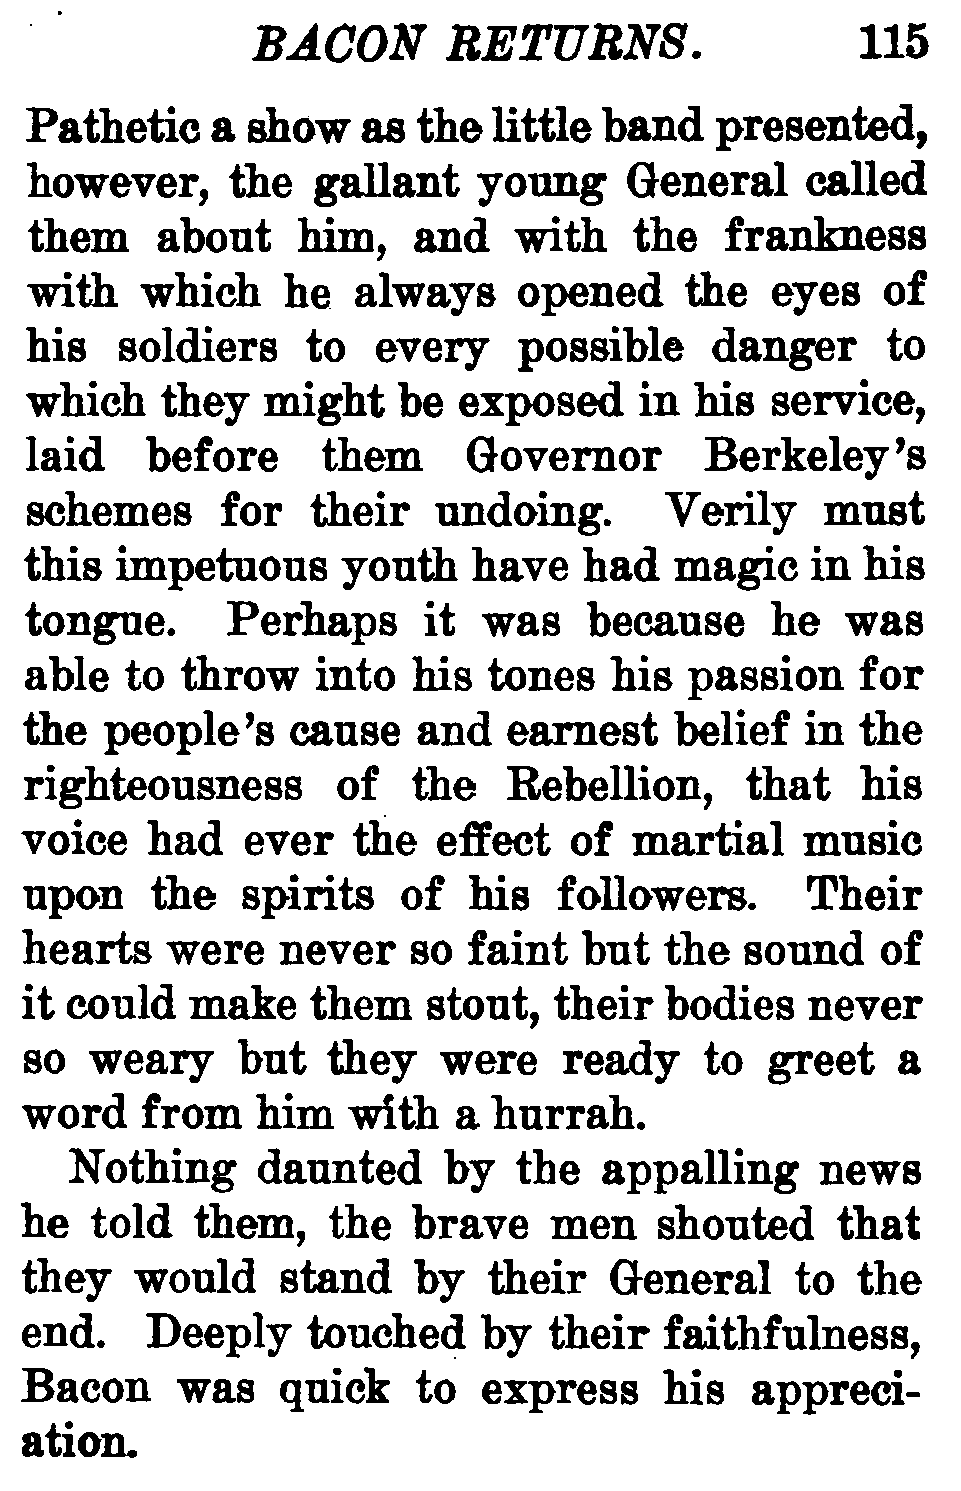 BACON RETURNS. 115
Pathetic a show as the little band presented,
however, the gallant young General called
them about him, and with the frankness
with which he always opened the eyes of
his soldiers to every possible danger to
which they might be exposed in his service,
laid before them Governor Berkeley's
schemes for their undoing. Verily must
this impetuous youth have had magic in his
tongue. Perhaps it was because he was
able to throw into his tones his passion for
the people's cause and earnest belief in the
righteousness of the Rebellion, that his
voice had ever the effect of martial music
upon the spirits of his followers. Their
hearts were never so faint but the sound of
it could make them stout, their bodies never
so weary but they were ready to greet a
word from him with a hurrah.
Nothing daunted by the appalling news
he told them, the brave men shouted that
they would stand by their General to the
end. Deeply touched by their faithfulness,
Bacon was quick to express his appreci-
ation.